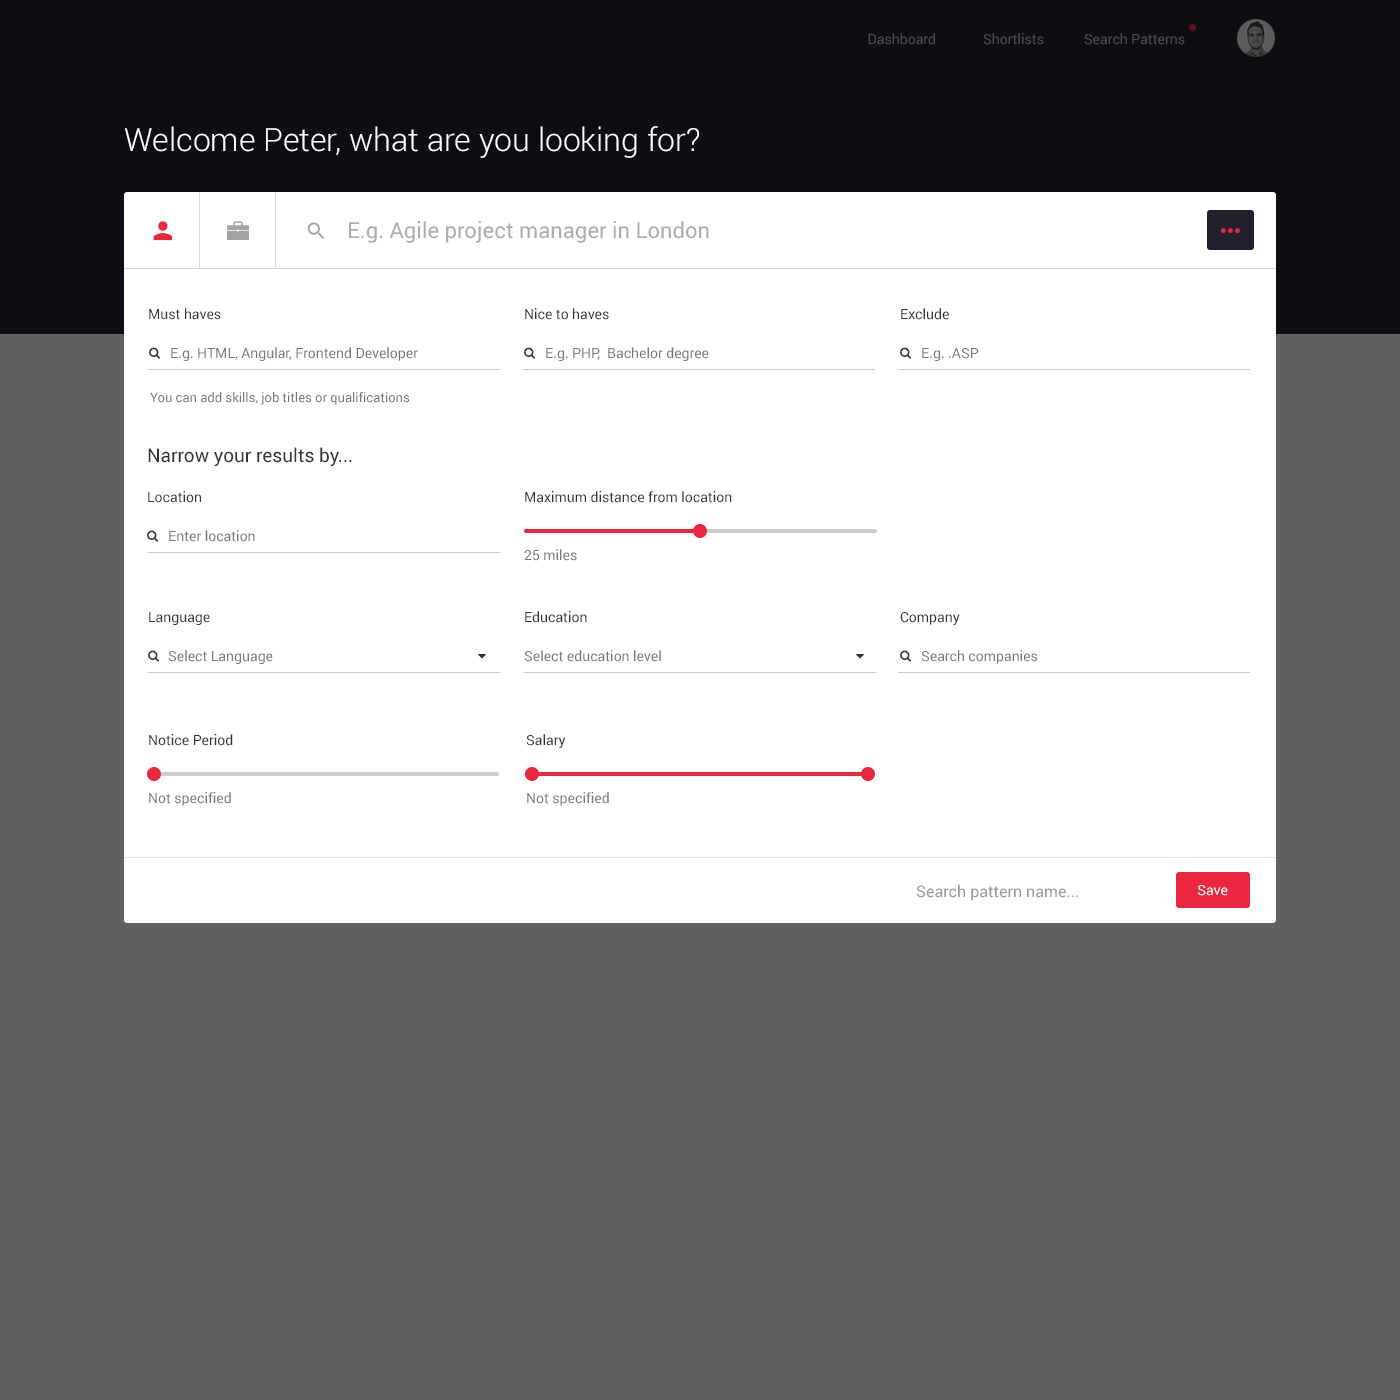 Dashboard Shortlists Search Patterns
Welcome Peter, what are you looking for?
E.g. Agile project manager in London
Must haves Nice to haves Exclude
E.g. HTML, Angular, Frontend Developer E.g. PHP, Bachelor degree E.g. .ASP
You can add skills, job titles or qualifications
Narrow your results by...
Location Maximum distance from location
Enter location
25 miles
Language Education Company
Select Language Select education level Search companies
Notice Period Salary
Not specified Not specified
Search pattern name... Save